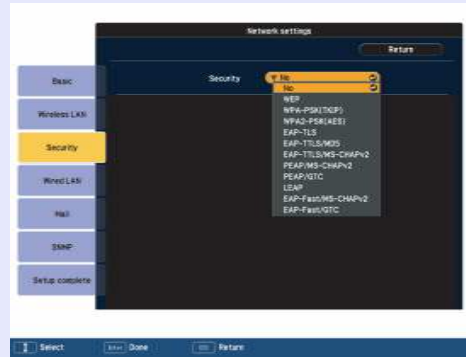 Network settings
Return
Basic
Wireless LAN
Security
Wired LAN
Mail
SNMP
Setup complete
Security
No
No
WEP
WPA-PSK(TKIP)
WPA2-PSK(AES)
EAP-TLS
EAP-TTLS/MD5
EAP-TTLS/MS-CHAPv2
PEAP/MS-CHAPv2
PEAP/GTC
LEAP
EAP-Fast/MS-CHAPv2
EAP-Fast/GTC
Select
Enter Done
Return